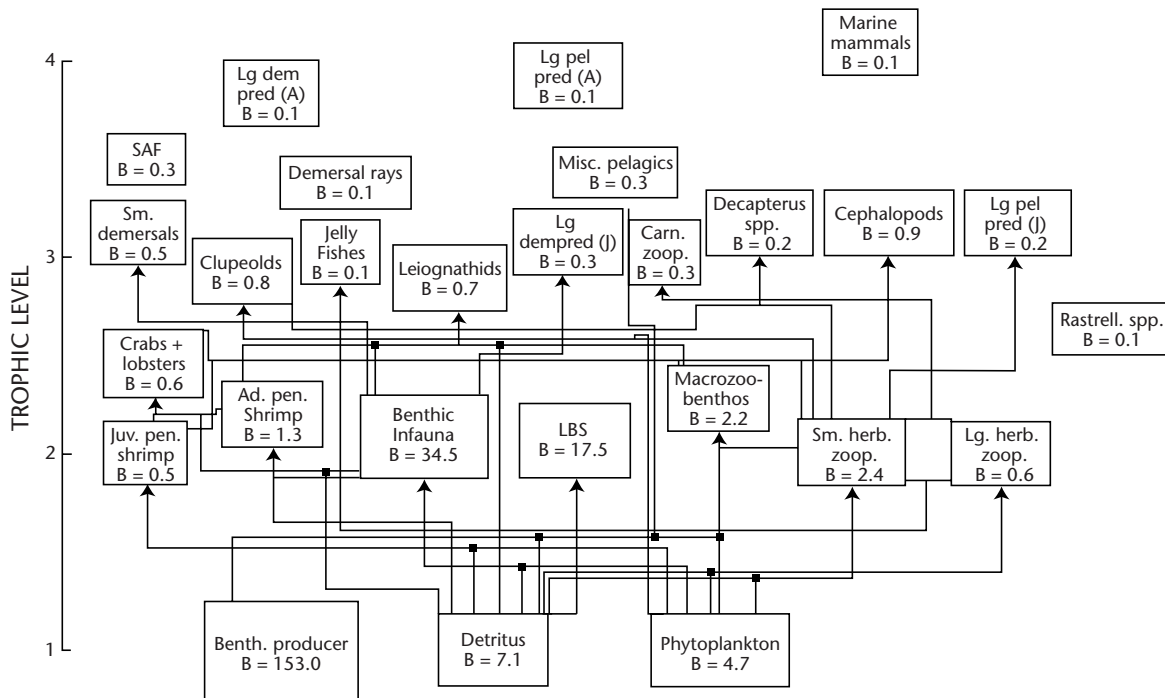 TROPHIC LEVEL
4
3
2
1
Marine
mammals
B = 0.1
Lg pel
pred (A)
B = 0.1
Lg dem
pred (A)
B = 0.1
SAF
B = 0.3
Demersal rays
B = 0.1
Misc. pelagics
B = 0.3
Sm.
demersals
B = 0.5
Clupeolds
B = 0.8
Jelly
Fishes
B = 0.1
Leiognathids
B = 0.7
Lg
dempred (J)
B = 0.3
Carn.
zoop.
B = 0.3
Decapterus
spp.
B = 0.2
Cephalopods
B = 0.9
Lg pel
pred (J)
B = 0.2
Rastrell. spp.
B = 0.1
Crabs +
lobsters
B = 0.6
Ad. pen.
Shrimp
B = 1.3
Benthic
Infauna
B = 34.5
LBS
B = 17.5
Macrozoo-
benthos
B = 2.2
Juv. pen.
shrimp
B = 0.5
Sm. herb.
zoop.
B = 2.4
Lg. herb.
zoop.
B = 0.6
Benth. producer
B = 153.0
Detritus
B = 7.1
Phytoplankton
B = 4.7